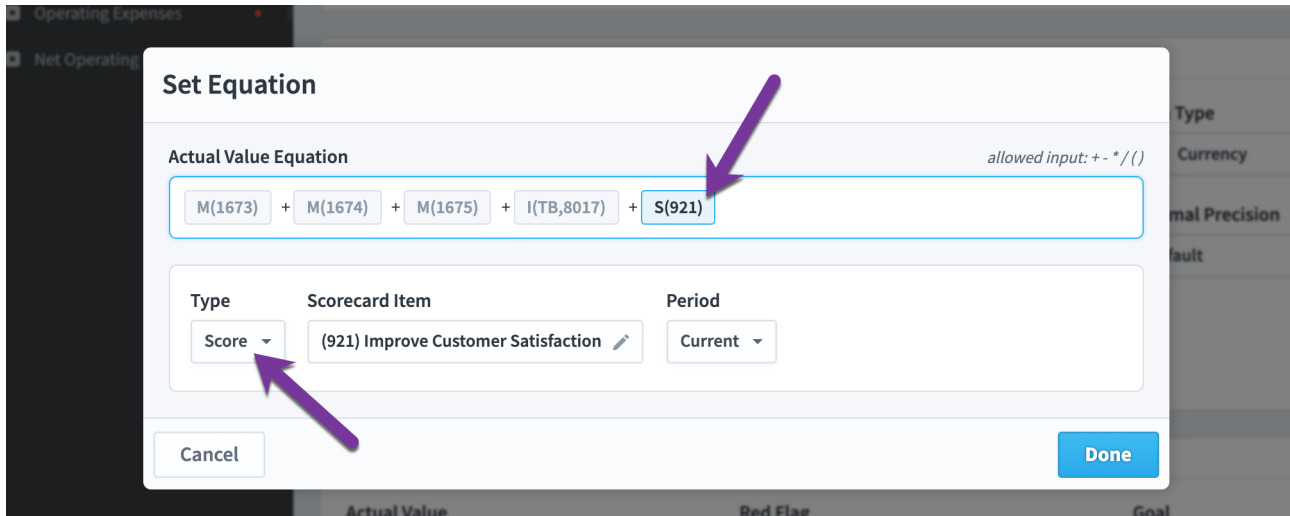 Operating Expenses
Net Operating
Set Equation
Type
Actual Value Equation
allowed input: + - * / ( )
Currency
M(1673) + M(1674) + M(1675) + I(TB,8017) + S(921)
mal Precision
fault
Type Scorecard Item Period
Score (921) Improve Customer Satisfaction Current
Cancel
Done
Actual Value Red Flag Goal